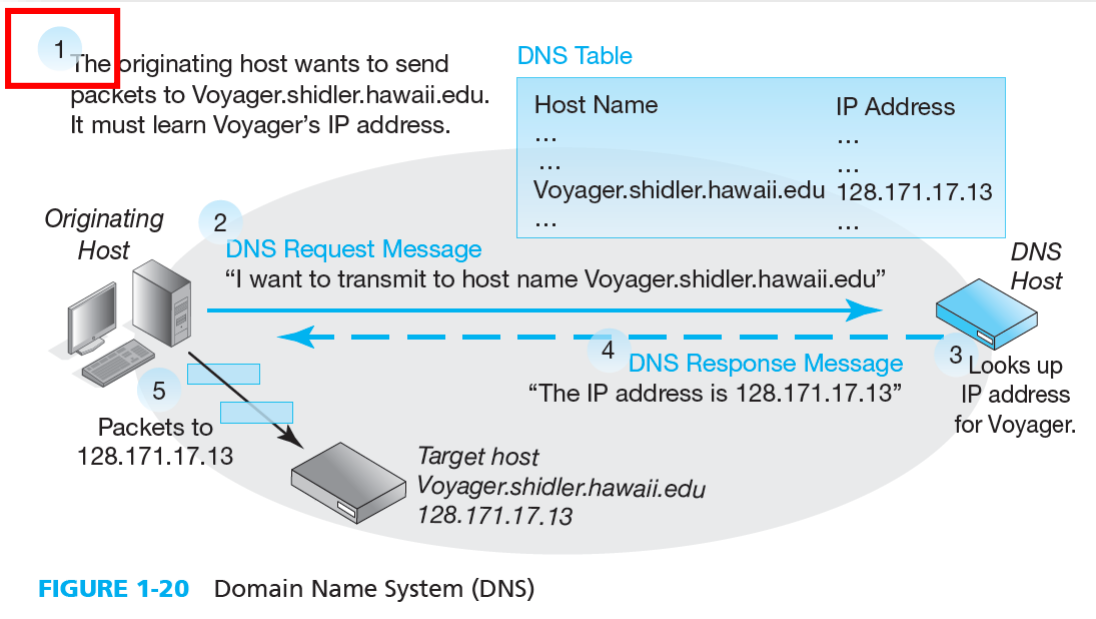 1
The originating host wants to send
packets to Voyager.shidler.hawaii.edu.
It must learn Voyager's IP address.
DNS Table
Host Name IP Address
... ...
... ...
Voyager.shidler.hawaii.edu 128.171.17.13
... ...
Originating
Host
2
DNS Request Message
“I want to transmit to host name Voyager.shidler.hawaii.edu”
DNS
Host
4
DNS Response Message
“The IP address is 128.171.17.13”
3
Looks up
IP address
for Voyager.
5
Packets to
128.171.17.13
Target host
Voyager.shidler.hawaii.edu
128.171.17.13
FIGURE 1-20 Domain Name System (DNS)